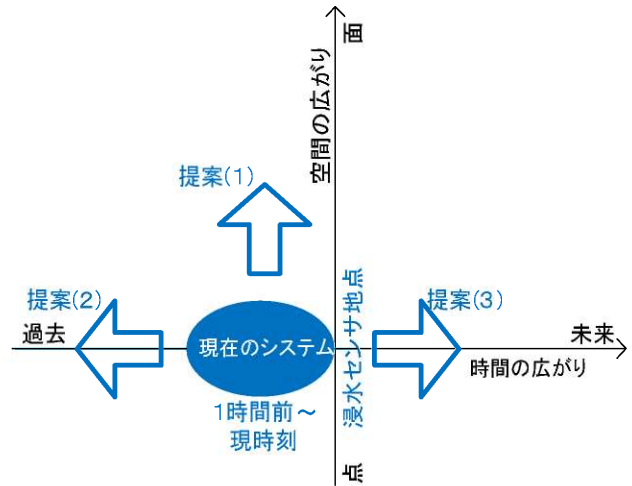 面
空間の広がり
提案(1)
提案(2)
過去
現在のシステム
1時間前~
現時刻
浸水センサ地点
提案(3)
未来
時間の広がり
点